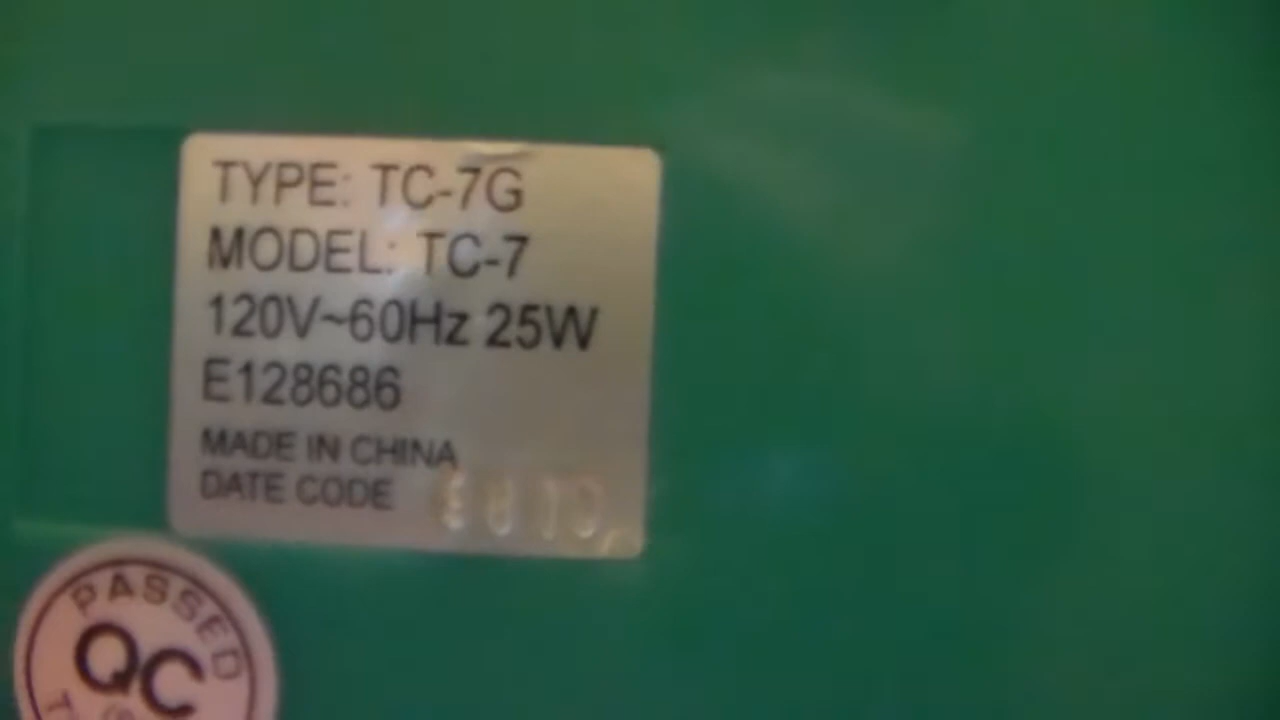 TYPE: TC-7G
MODEL: TC-7
120V~60Hz 25W
E128686
MADE IN CHINA
DATE CODE
PASSED
QC